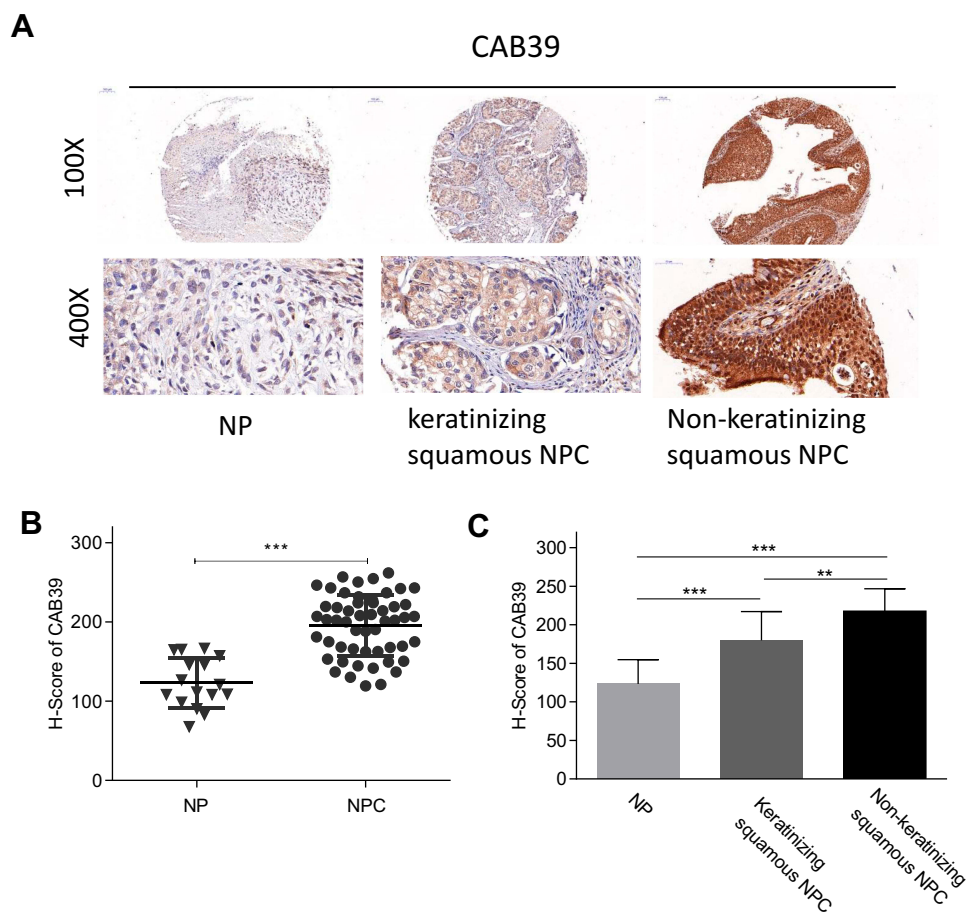 A
CAB39
100X
400X
NP
keratinizing
squamous NPC
Non-keratinizing
squamous NPC
B
H-Score of CAB39
300
200
100
0
***
NP
NPC
C
H-Score of CAB39
300
250
200
150
100
50
0
***
***
**
NP
Keratinizing
squamous NPC
Non-keratinizing
squamous NPC